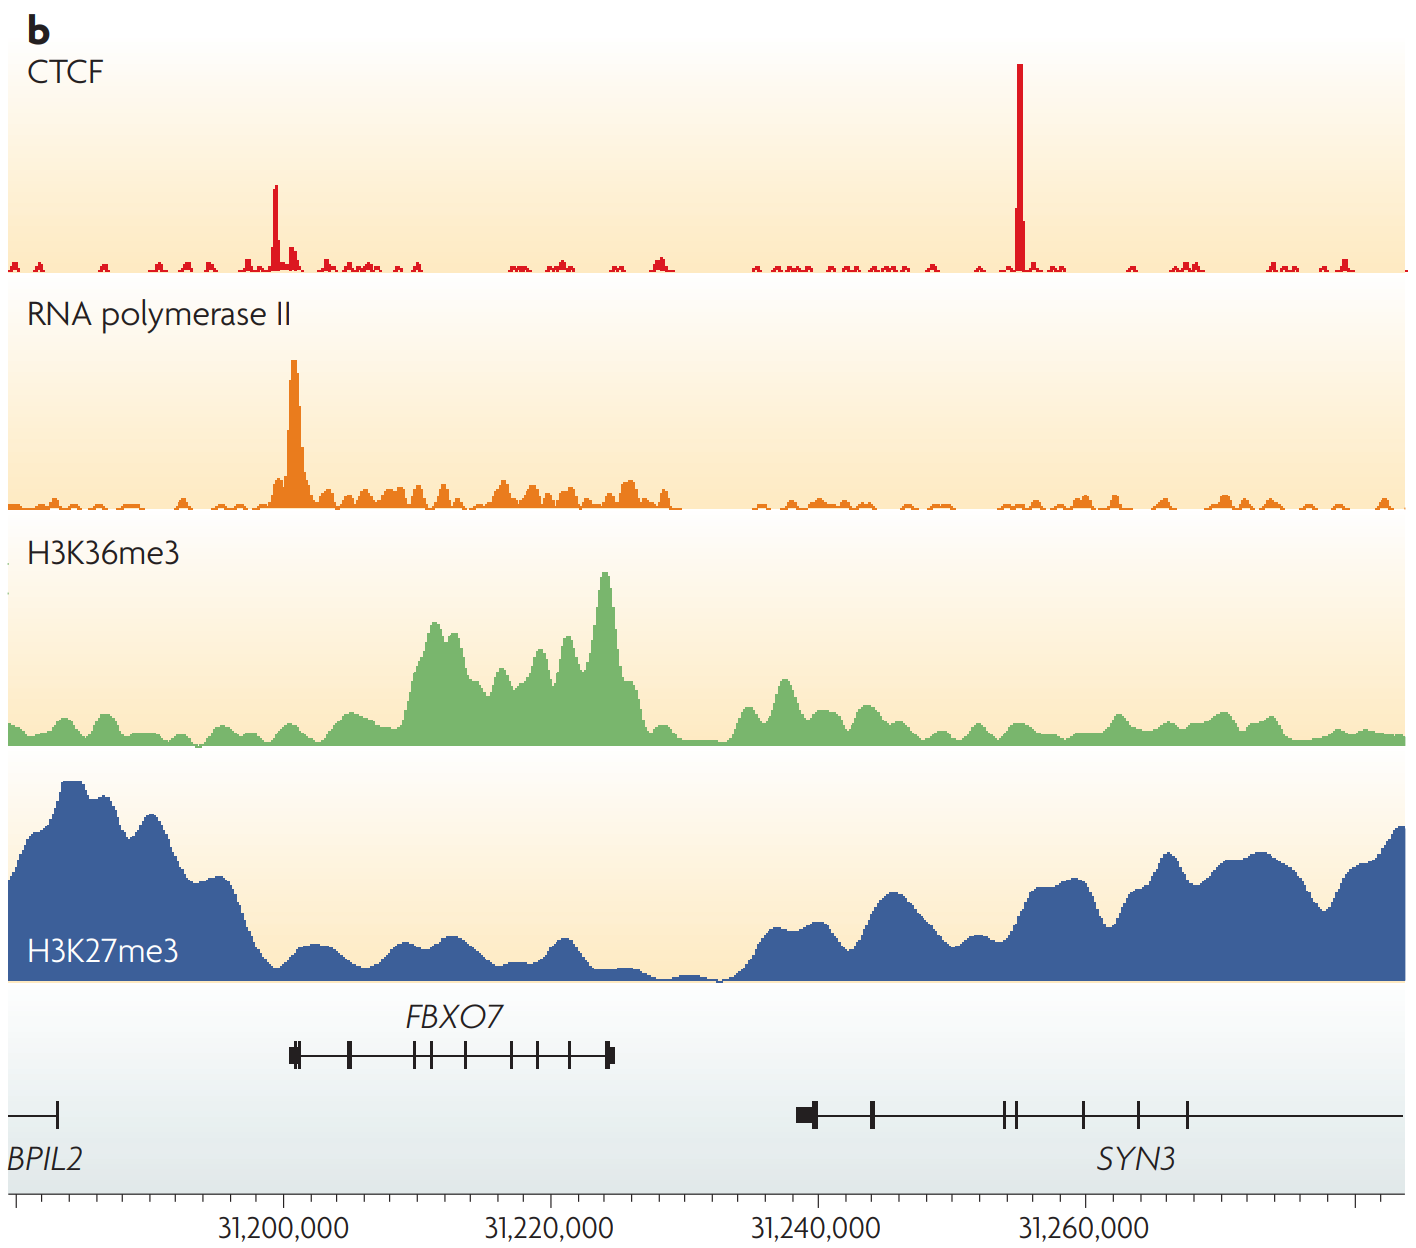 b
CTCF
RNA polymerase II
H3K36me3
H3K27me3
FBXO7
BPIL2
SYN3
31,200,000 31,220,000 31,240,000 31,260,000